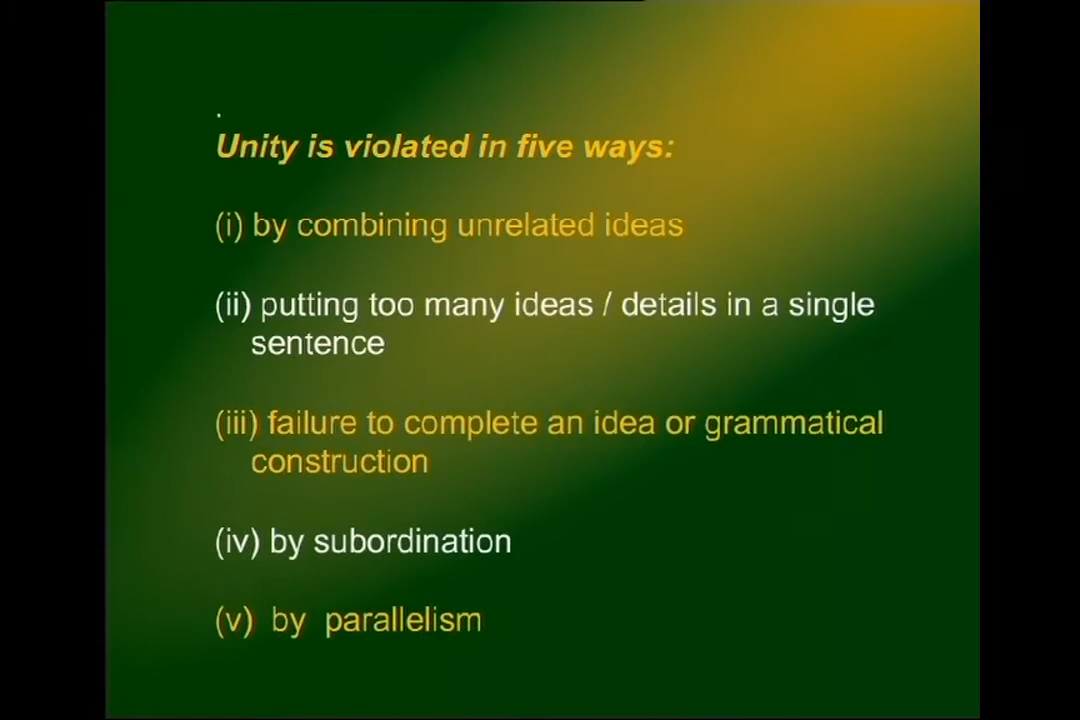 .
Unity is violated in five ways:
(i) by combining unrelated ideas
(ii) putting too many ideas / details in a single
sentence
(iii) failure to complete an idea or grammatical
construction
(iv) by subordination
(v) by parallelism